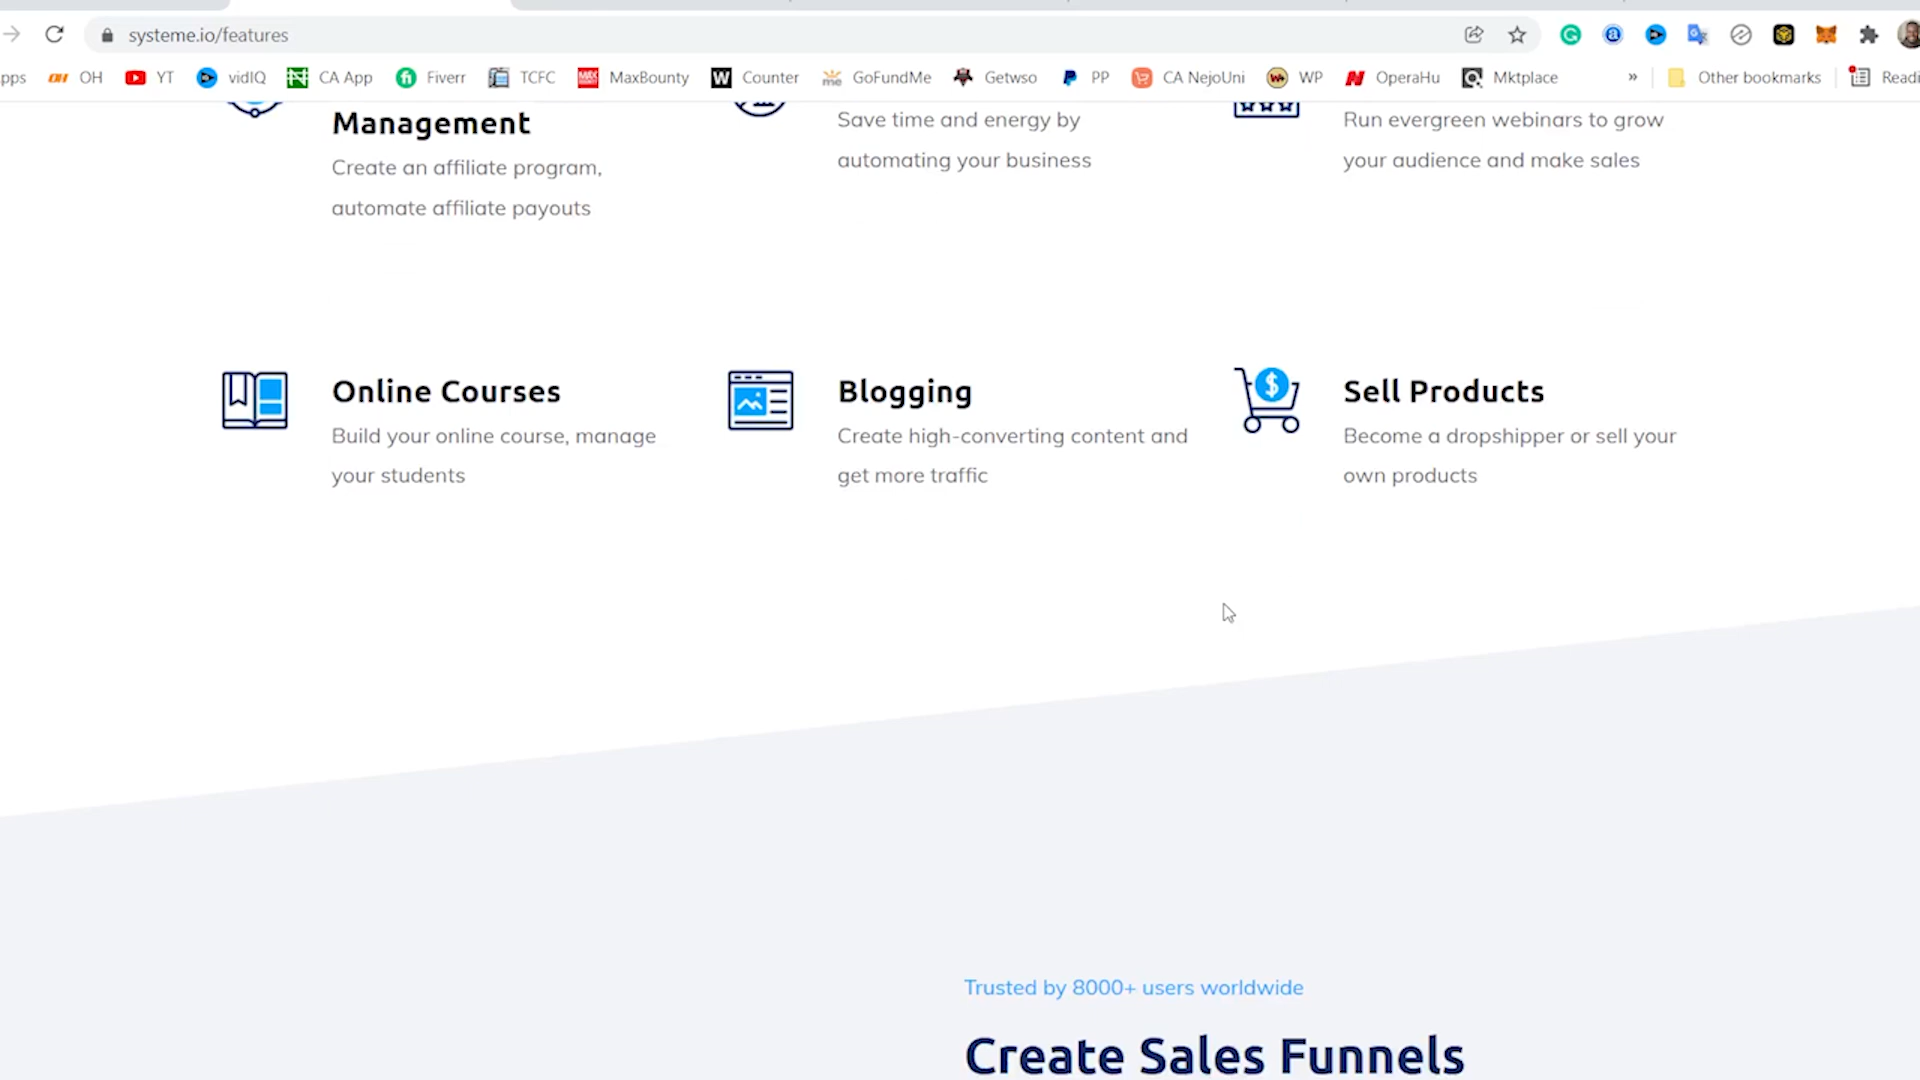 systeme.io/features
pps OH YT vidIQ CA App Fiverr TCFC MaxBounty Counter GoFundMe Getwso PP CA NejoUni WP OperaHu Mktplace » Other bookmarks Readi
Management
Create an affiliate program,
automate affiliate payouts
Save time and energy by
automating your business
Run evergreen webinars to grow
your audience and make sales
Online Courses
Build your online course, manage
your students
Blogging
Create high-converting content and
get more traffic
Sell Products
Become a dropshipper or sell your
own products
Trusted by 8000+ users worldwide
Create Sales Funnels